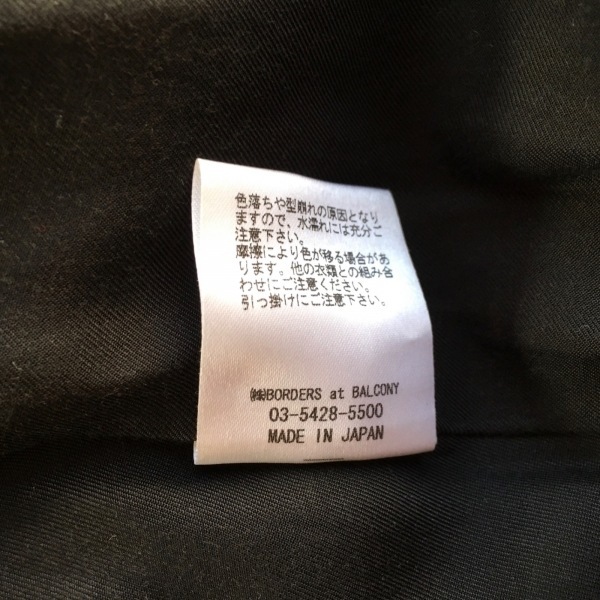 色落ちや型崩れの原因となり
ますので、水濡れには充分ご
注意下さい。
摩擦により色が移る場合があ
ります。他の衣類との組み合
わせにご注意ください。
引っ掛けにご注意下さい。
㈱BORDERS at BALCONY
03-5428-5500
MADE IN JAPAN